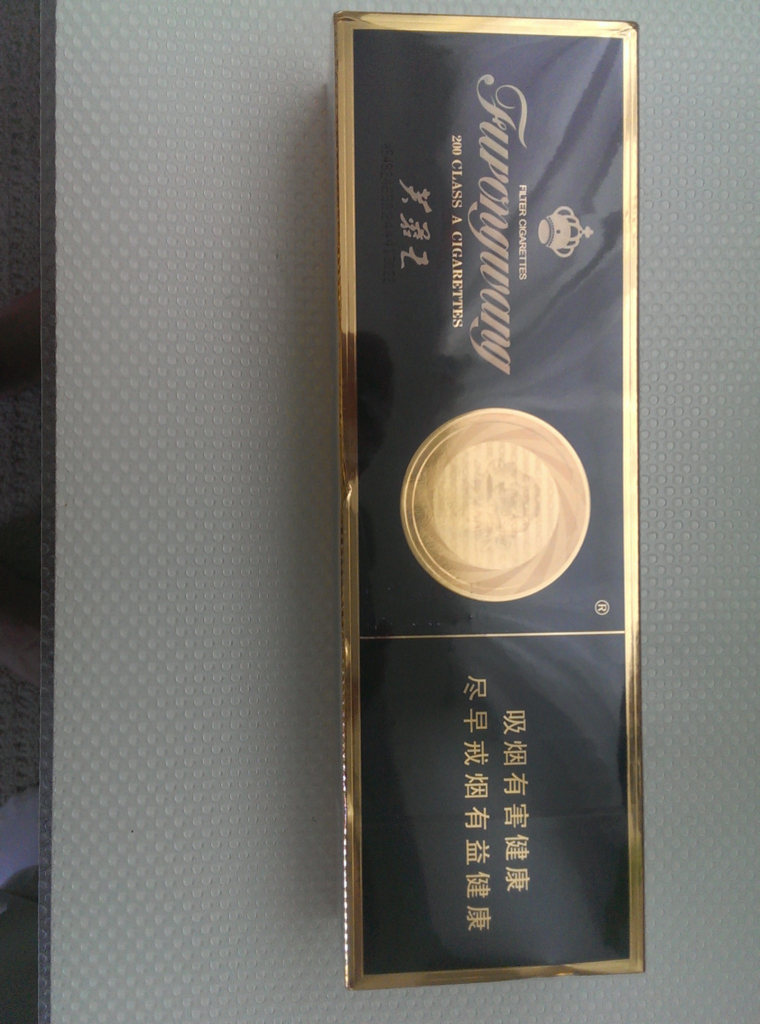 FILTER CIGARETTES
Furongwang
200 CLASS A CIGARETTES
芙蓉王
®
吸烟有害健康
尽早戒烟有益健康